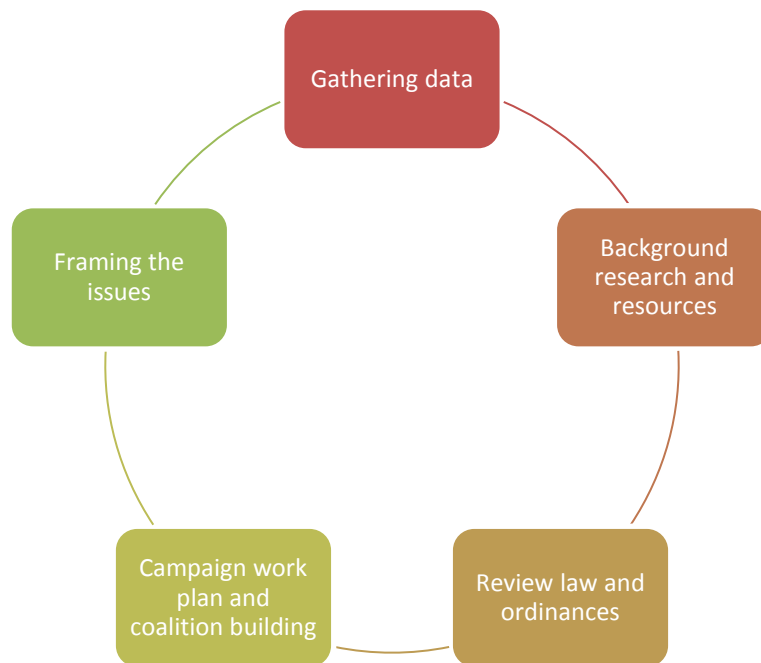 Gathering data
Background
research and
resources
Review law and
ordinances
Campaign work
plan and
coalition building
Framing the
issues